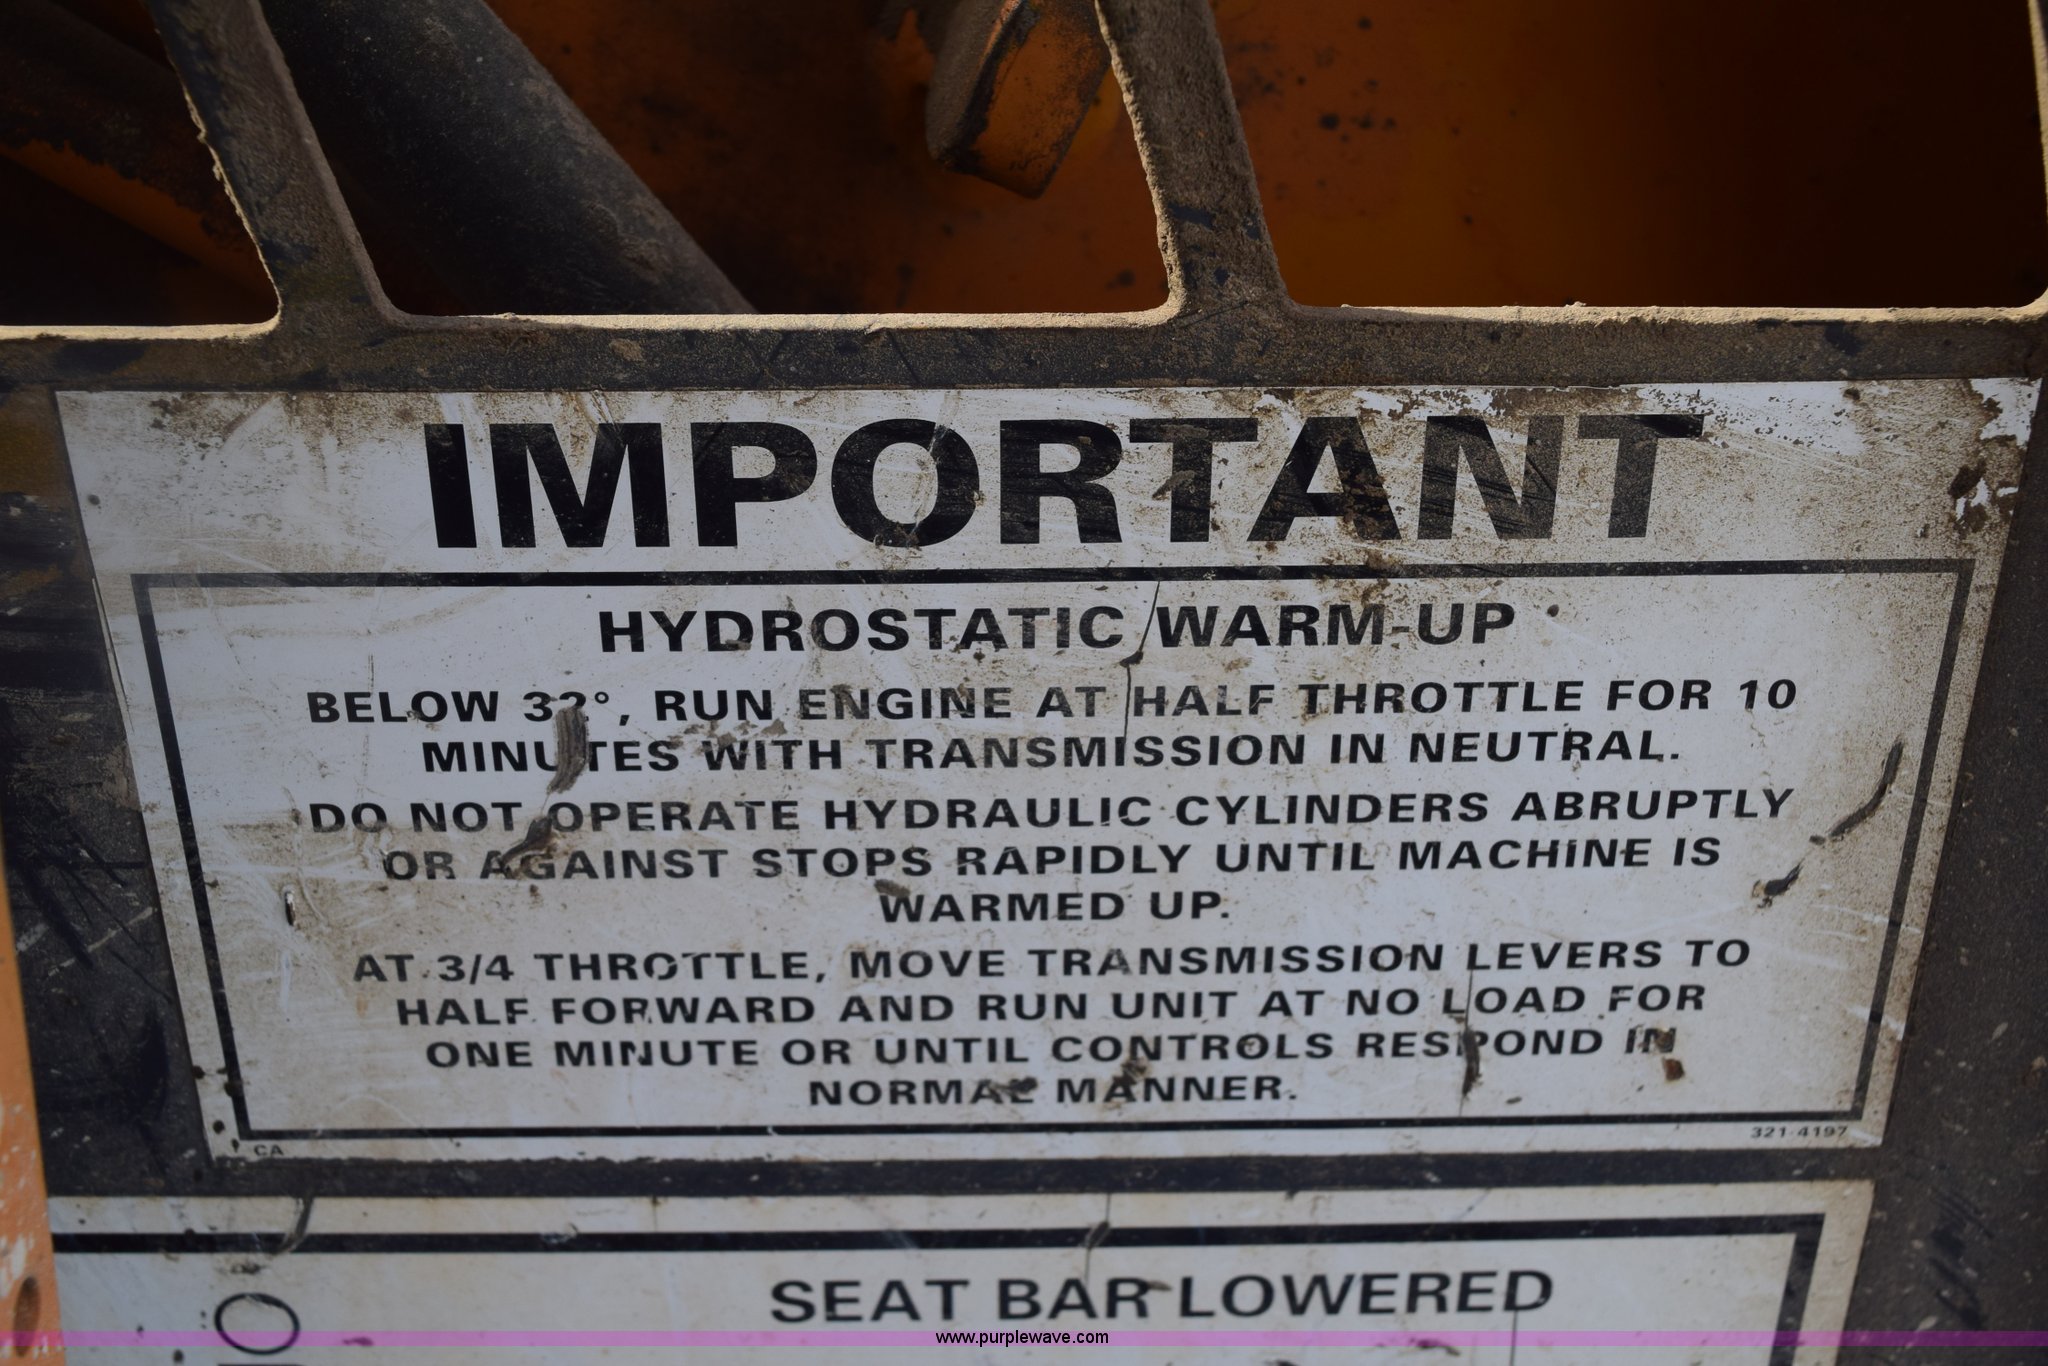 IMPORTANT
HYDROSTATIC WARM-UP
BELOW 32°, RUN ENGINE AT HALF THROTTLE FOR 10
MINUTES WITH TRANSMISSION IN NEUTRAL.
DO NOT OPERATE HYDRAULIC CYLINDERS ABRUPTLY
OR AGAINST STOPS RAPIDLY UNTIL MACHINE IS
WARMED UP.
AT 3/4 THROTTLE, MOVE TRANSMISSION LEVERS TO
HALF FORWARD AND RUN UNIT AT NO LOAD FOR
ONE MINUTE OR UNTIL CONTROLS RESPOND IN
NORMAL MANNER.
CA
321-4197
SEAT BAR LOWERED
www.purplewave.com